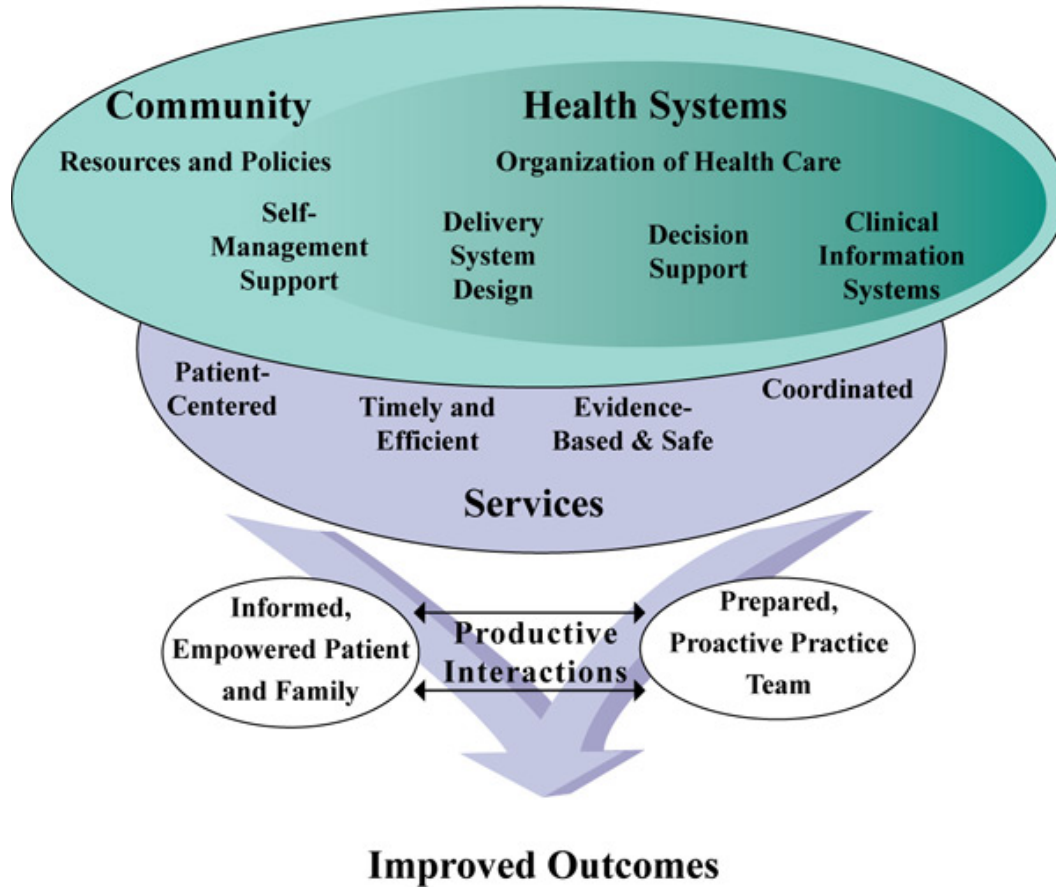 Community
Health Systems
Resources and Policies
Organization of Health Care
Self-
Management
Support
Delivery
System
Design
Decision
Support
Clinical
Information
Systems
Patient-
Centered
Timely and
Efficient
Evidence-
Based & Safe
Coordinated
Services
Informed,
Empowered Patient
and Family
Productive
Interactions
Prepared,
Proactive Practice
Team
Improved Outcomes